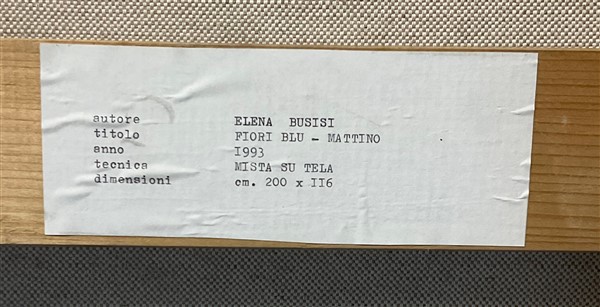 autore ELENA BUSISI
titolo FIORI BLU - MATTINO
anno I993
tecnica MISTA SU TELA
dimensioni cm. 200 x II6